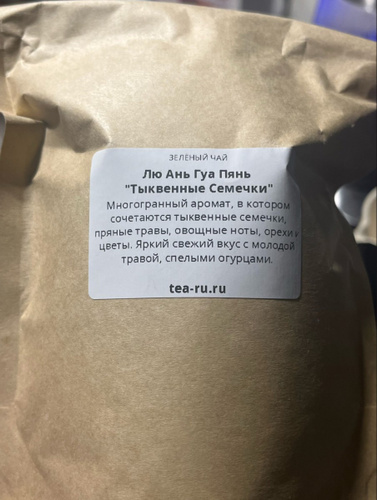 ЗЕЛЕНЫЙ ЧАЙ
Лю Ань Гуа Пянь
"Тыквенные Семечки"
Многогранный аромат, в котором
сочетаются тыквенные семечки,
пряные травы, овощные ноты, орехи и
цветы. Яркий свежий вкус с молодой
травой, спелыми огурцами.
tea-ru.ru